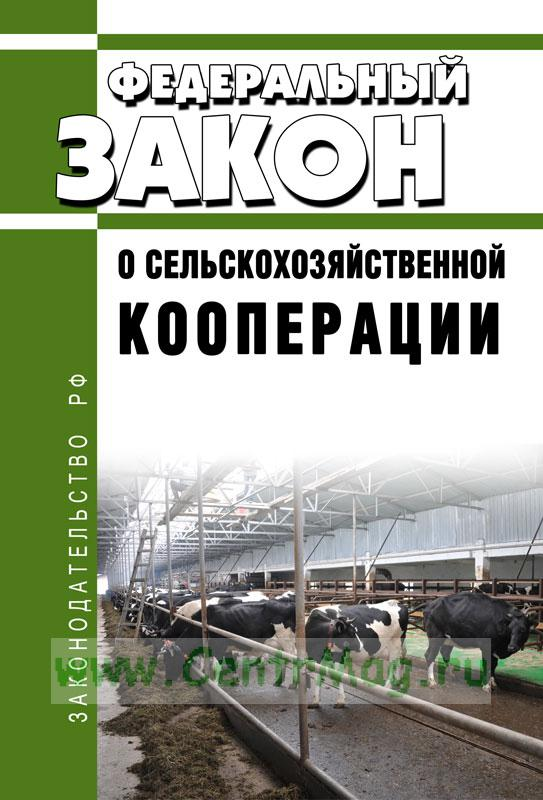 ФЕДЕРАЛЬНЫЙ
ЗАКОН
О СЕЛЬСКОХОЗЯЙСТВЕННОЙ
КООПЕРАЦИИ
ЗАКОНОДАТЕЛЬСТВО РФ
www.CentrMag.ru